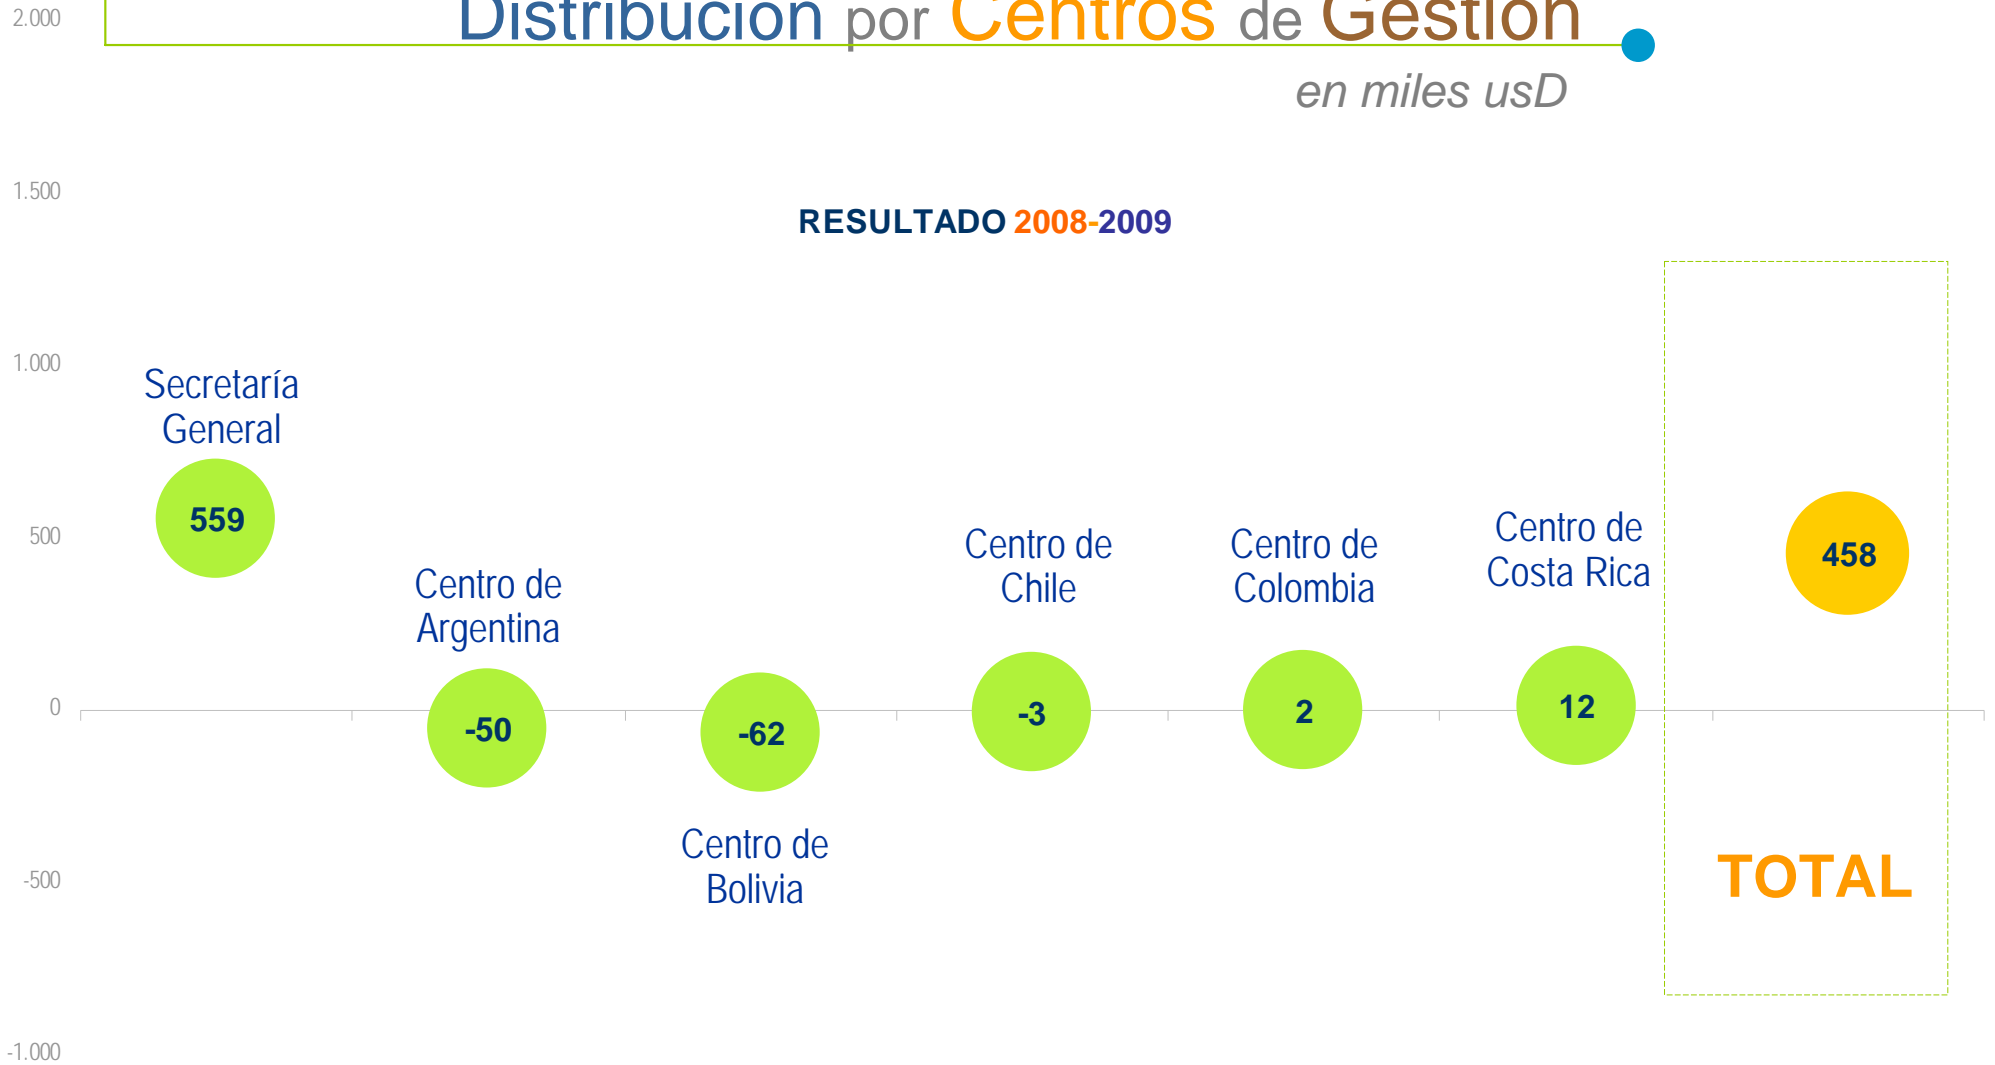 Distribución por Centros de Gestión
en miles usD
RESULTADO 2008-2009
2.000
1.500
1.000
500
0
-500
-1.000
Secretaría
General
559
Centro de
Argentina
-50
-62
Centro de
Bolivia
Centro de
Chile
-3
Centro de
Colombia
2
Centro de
Costa Rica
12
458
TOTAL